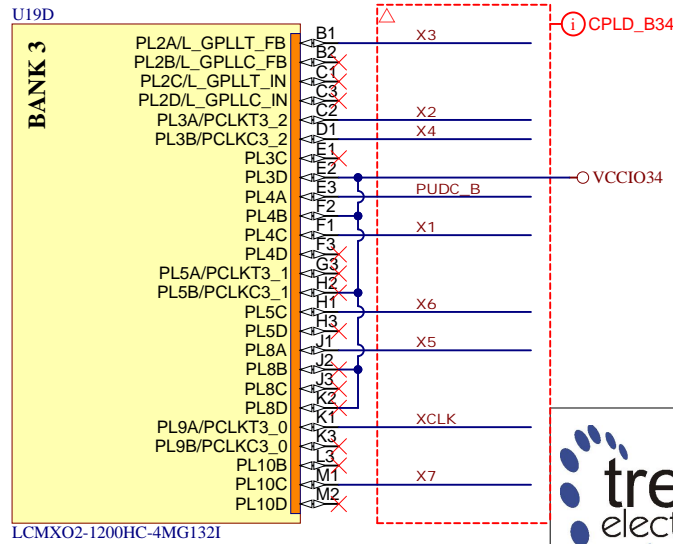 U19D
BANK 3
CPLD_B34
PL2A/L_GPLLT_FB B1 X3
PL2B/L_GPLLC_FB B2
PL2C/L_GPLLT_IN C1
PL2D/L_GPLLC_IN C3
PL3A/PCLKT3_2 C2 X2
PL3B/PCLKC3_2 D1 X4
PL3C E1
PL3D E2 VCCIO34
PL4A E3 PUDC_B
PL4B F2
PL4C F1 X1
PL4D F3
PL5A/PCLKT3_1 G3
PL5B/PCLKC3_1 H2
PL5C H1 X6
PL5D H3
PL8A J1 X5
PL8B J2
PL8C J3
PL8D K2
PL9A/PCLKT3_0 K1 XCLK
PL9B/PCLKC3_0 K3
PL10B L3
PL10C M1 X7
PL10D M2
LCMXO2-1200HC-4MG132I
tre
elect